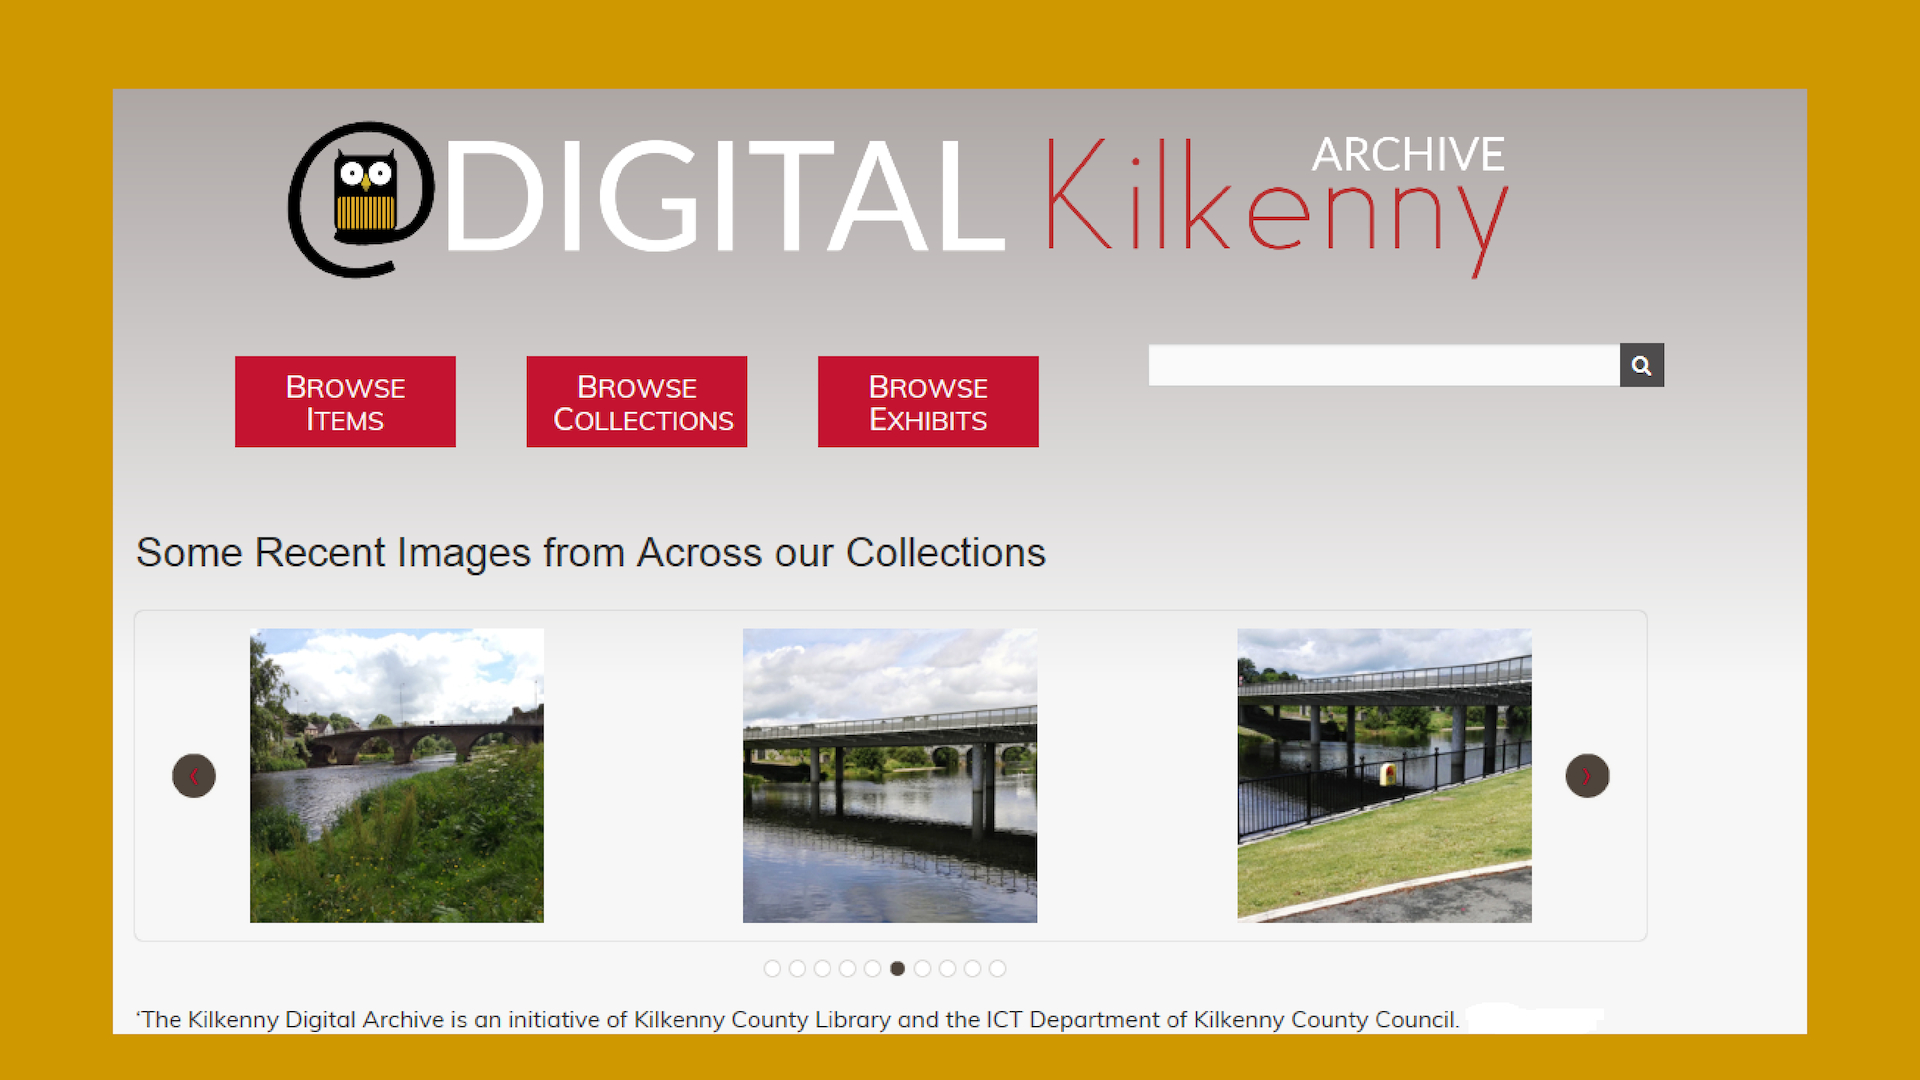 @DIGITAL Kilkenny ARCHIVE
BROWSE
ITEMS
BROWSE
COLLECTIONS
BROWSE
EXHIBITS
Some Recent Images from Across our Collections
‘The Kilkenny Digital Archive is an initiative of Kilkenny County Library and the ICT Department of Kilkenny County Council.